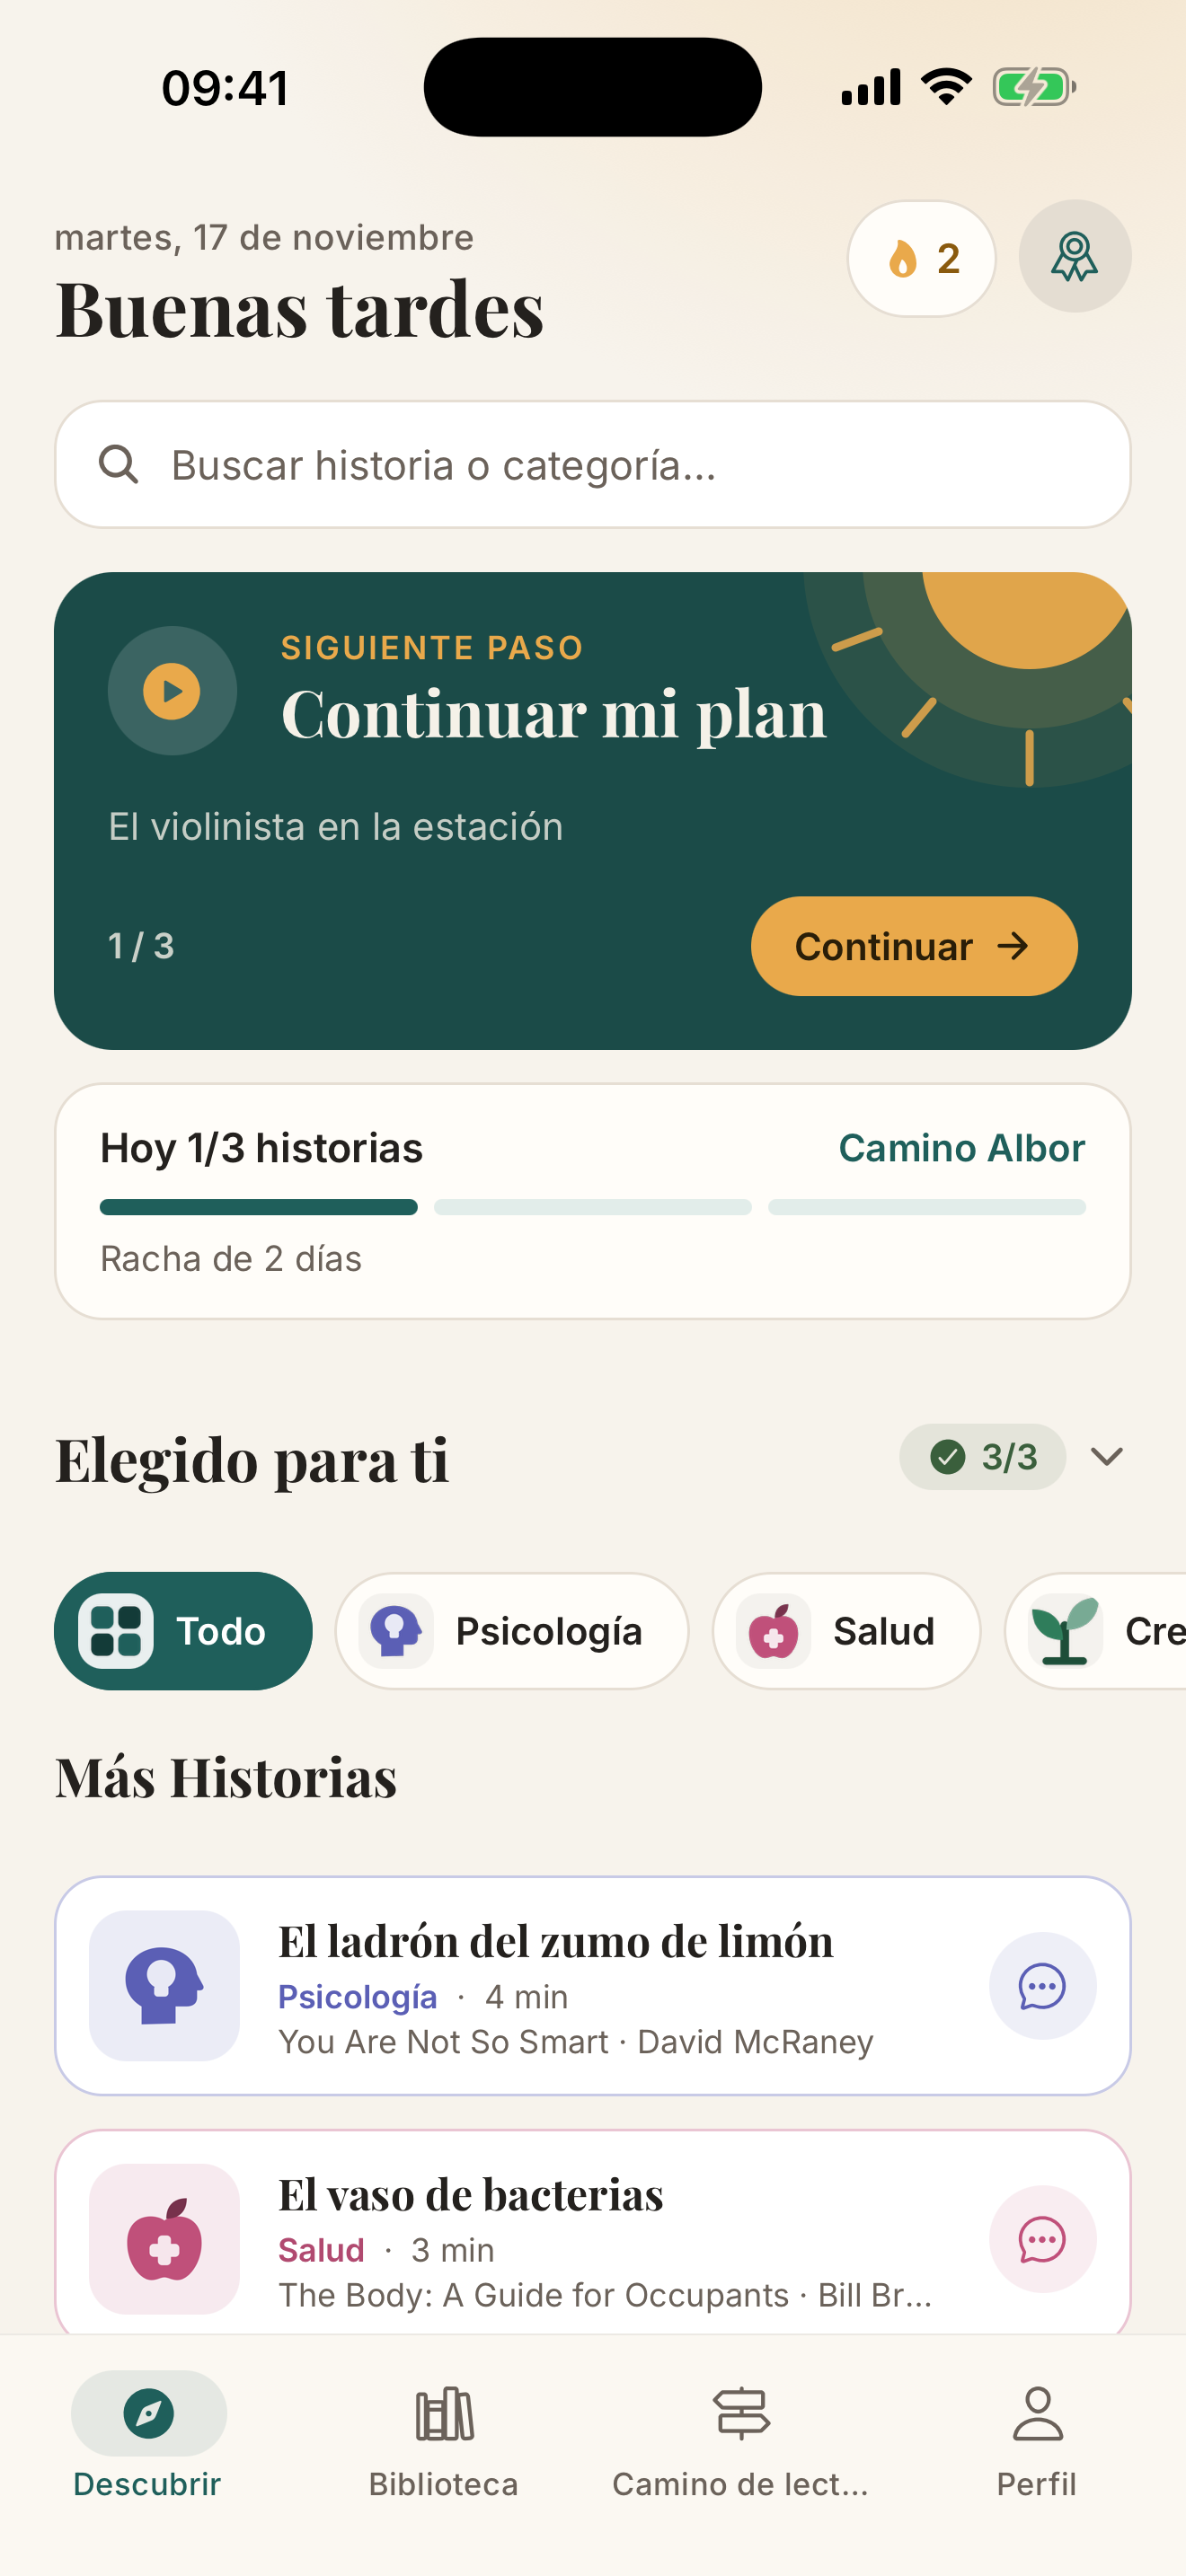 09:41
martes, 17 de noviembre
Buenas tardes
2
Buscar historia o categoría...
SIGUIENTE PASO
Continuar mi plan
El violinista en la estación
1 / 3
Continuar
Hoy 1/3 historias
Camino Albor
Racha de 2 días
Elegido para ti
3/3
Todo
Psicología
Salud
Cre
Más Historias
El ladrón del zumo de limón
Psicología · 4 min
You Are Not So Smart · David McRaney
El vaso de bacterias
Salud · 3 min
The Body: A Guide for Occupants · Bill Br...
Descubrir
Biblioteca
Camino de lect...
Perfil